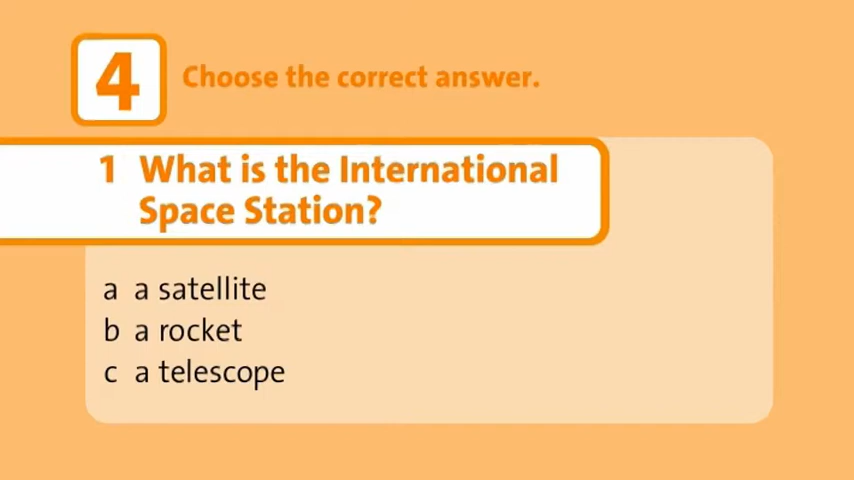 4 Choose the correct answer.
1 What is the International
Space Station?
a a satellite
b a rocket
c a telescope